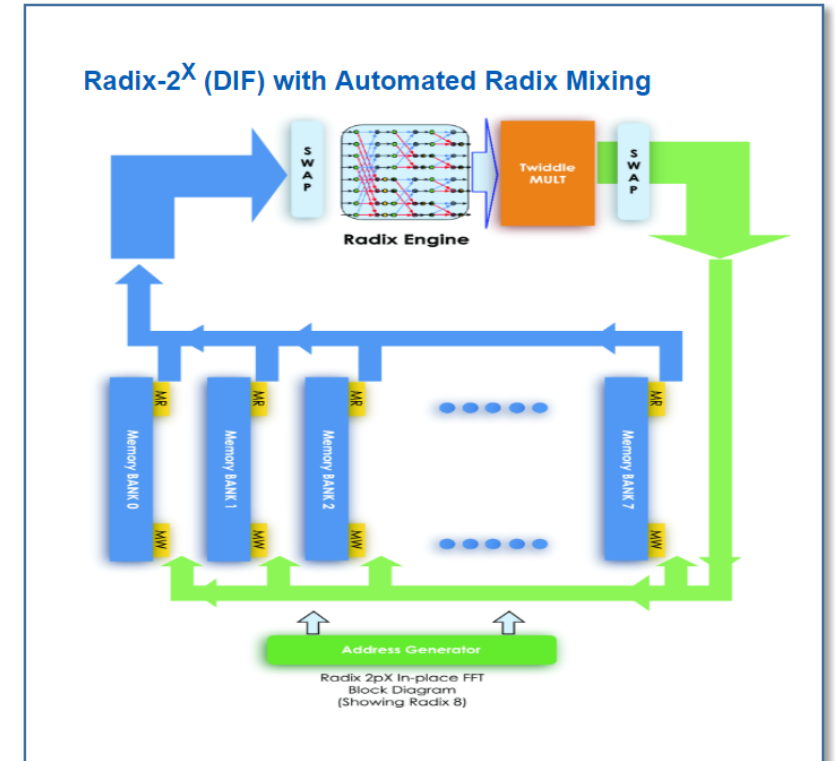 Radix-2X (DIF) with Automated Radix Mixing
SWAP
Twiddle
MULT
SWAP
Radix Engine
MR
MR
MR
MR
Memory BANK 0
Memory BANK 1
Memory BANK 2
Memory BANK 7
MW
MW
MW
MW
Address Generator
Radix 2pX In-place FFT
Block Diagram
(Showing Radix 8)